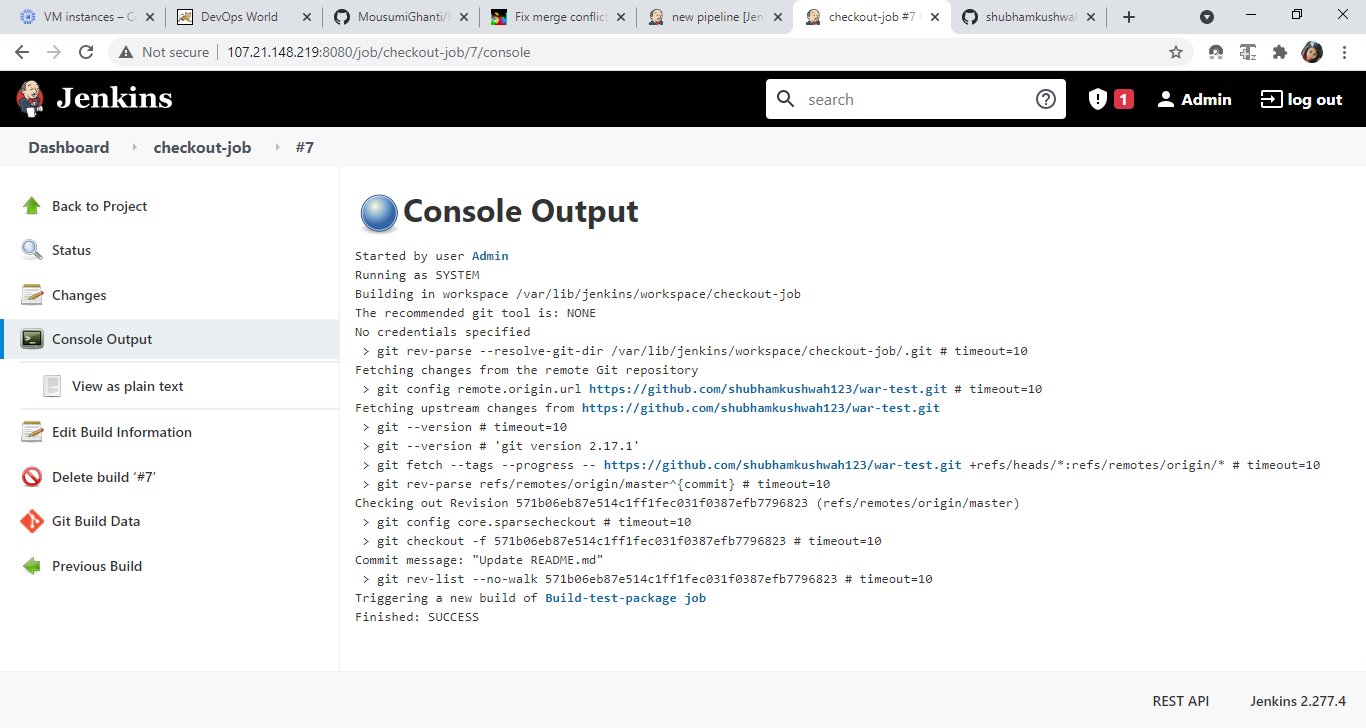 VM instances – C
DevOps World
MousumiGhanti/
Fix merge conflic
new pipeline [Jen
checkout-job #7
shubhamkushwa
Not secure
107.21.148.219:8080/job/checkout-job/7/console
Jenkins
search
1
Admin
log out
Dashboard
checkout-job
#7
Back to Project
Status
Changes
Console Output
View as plain text
Edit Build Information
Delete build ‘#7’
Git Build Data
Previous Build
Console Output
Started by user Admin
Running as SYSTEM
Building in workspace /var/lib/jenkins/workspace/checkout-job
The recommended git tool is: NONE
No credentials specified
> git rev-parse --resolve-git-dir /var/lib/jenkins/workspace/checkout-job/.git # timeout=10
Fetching changes from the remote Git repository
> git config remote.origin.url https://github.com/shubhamkushwah123/war-test.git # timeout=10
Fetching upstream changes from https://github.com/shubhamkushwah123/war-test.git
> git --version # timeout=10
> git --version # 'git version 2.17.1'
> git fetch --tags --progress -- https://github.com/shubhamkushwah123/war-test.git +refs/heads/*:refs/remotes/origin/* # timeout=10
> git rev-parse refs/remotes/origin/master^{commit} # timeout=10
Checking out Revision 571b06eb87e514c1ff1fec031f0387efb7796823 (refs/remotes/origin/master)
> git config core.sparsecheckout # timeout=10
> git checkout -f 571b06eb87e514c1ff1fec031f0387efb7796823 # timeout=10
Commit message: "Update README.md"
> git rev-list --no-walk 571b06eb87e514c1ff1fec031f0387efb7796823 # timeout=10
Triggering a new build of Build-test-package job
Finished: SUCCESS
REST API
Jenkins 2.277.4